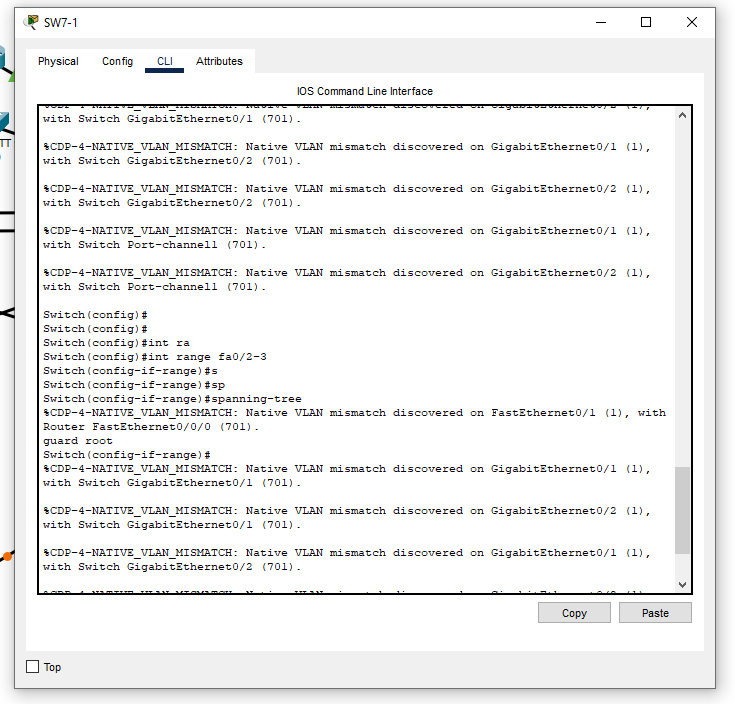 SW7-1
Physical Config CLI Attributes
IOS Command Line Interface
with Switch GigabitEthernet0/1 (701).
%CDP-4-NATIVE_VLAN_MISMATCH: Native VLAN mismatch discovered on GigabitEthernet0/1 (1),
with Switch GigabitEthernet0/2 (701).
%CDP-4-NATIVE_VLAN_MISMATCH: Native VLAN mismatch discovered on GigabitEthernet0/2 (1),
with Switch GigabitEthernet0/2 (701).
%CDP-4-NATIVE_VLAN_MISMATCH: Native VLAN mismatch discovered on GigabitEthernet0/1 (1),
with Switch Port-channel1 (701).
%CDP-4-NATIVE_VLAN_MISMATCH: Native VLAN mismatch discovered on GigabitEthernet0/2 (1),
with Switch Port-channel1 (701).
Switch(config)#
Switch(config)#
Switch(config)#int ra
Switch(config)#int range fa0/2-3
Switch(config-if-range)#s
Switch(config-if-range)#sp
Switch(config-if-range)#spanning-tree
%CDP-4-NATIVE_VLAN_MISMATCH: Native VLAN mismatch discovered on FastEthernet0/1 (1), with
Router FastEthernet0/0/0 (701).
guard root
Switch(config-if-range)#
%CDP-4-NATIVE_VLAN_MISMATCH: Native VLAN mismatch discovered on GigabitEthernet0/1 (1),
with Switch GigabitEthernet0/1 (701).
%CDP-4-NATIVE_VLAN_MISMATCH: Native VLAN mismatch discovered on GigabitEthernet0/2 (1),
with Switch GigabitEthernet0/1 (701).
%CDP-4-NATIVE_VLAN_MISMATCH: Native VLAN mismatch discovered on GigabitEthernet0/1 (1),
with Switch GigabitEthernet0/2 (701).
Copy Paste
Top